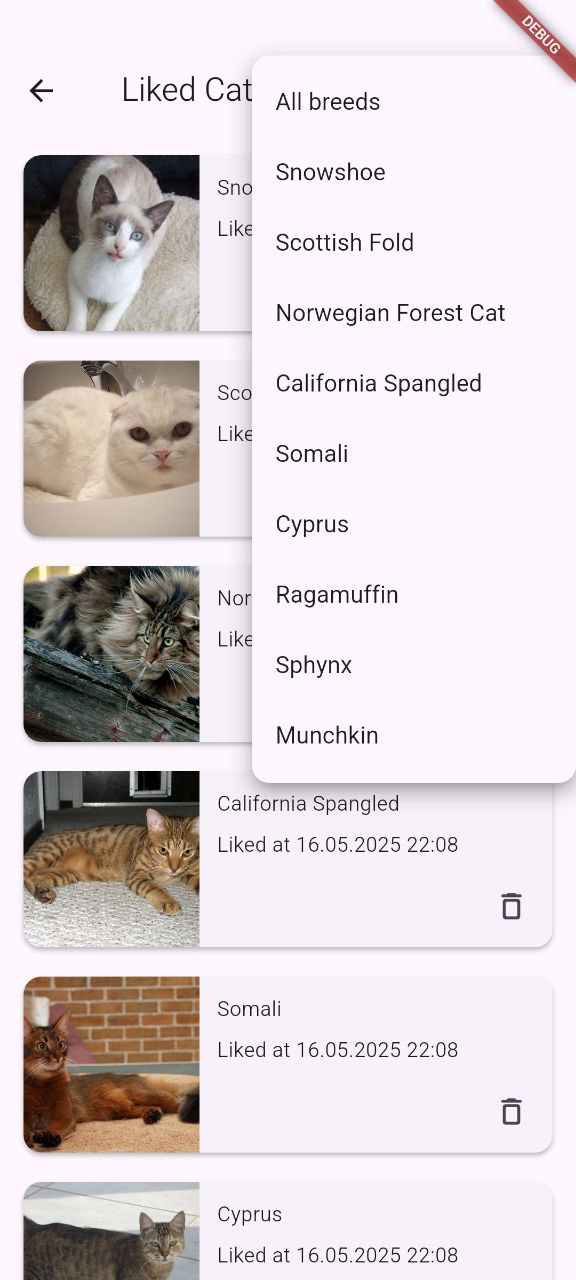 DEBUG
Liked Cat
All breeds
Snowshoe
Scottish Fold
Norwegian Forest Cat
California Spangled
Somali
Cyprus
Ragamuffin
Sphynx
Munchkin
Sno
Like
Sco
Like
Nor
Like
California Spangled
Liked at 16.05.2025 22:08
Somali
Liked at 16.05.2025 22:08
Cyprus
Liked at 16.05.2025 22:08